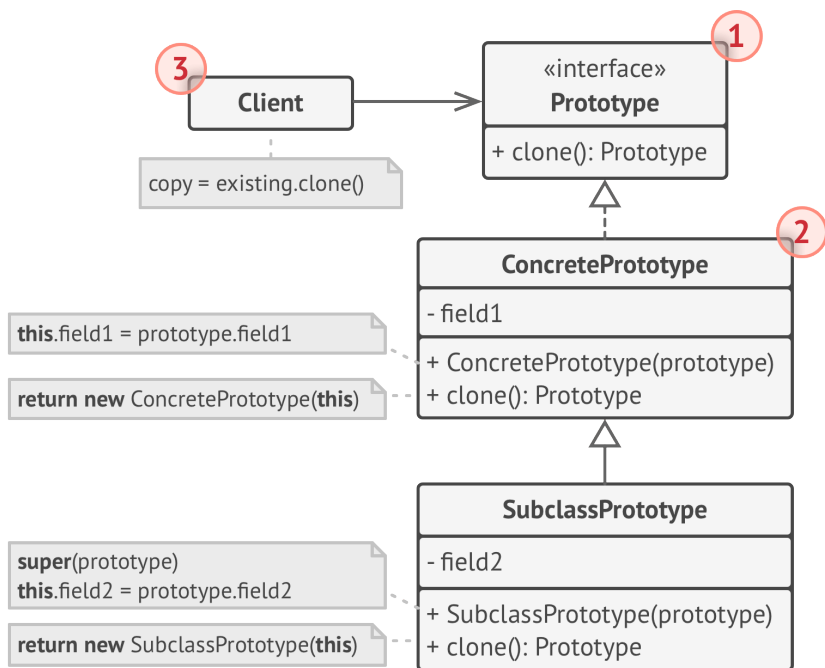 1
3
«interface»
Prototype
Client
+ clone(): Prototype
copy = existing.clone()
2
ConcretePrototype
- field1
this.field1 = prototype.field1
+ ConcretePrototype(prototype)
return new ConcretePrototype(this)
+ clone(): Prototype
SubclassPrototype
super(prototype)
this.field2 = prototype.field2
- field2
+ SubclassPrototype(prototype)
return new SubclassPrototype(this)
+ clone(): Prototype